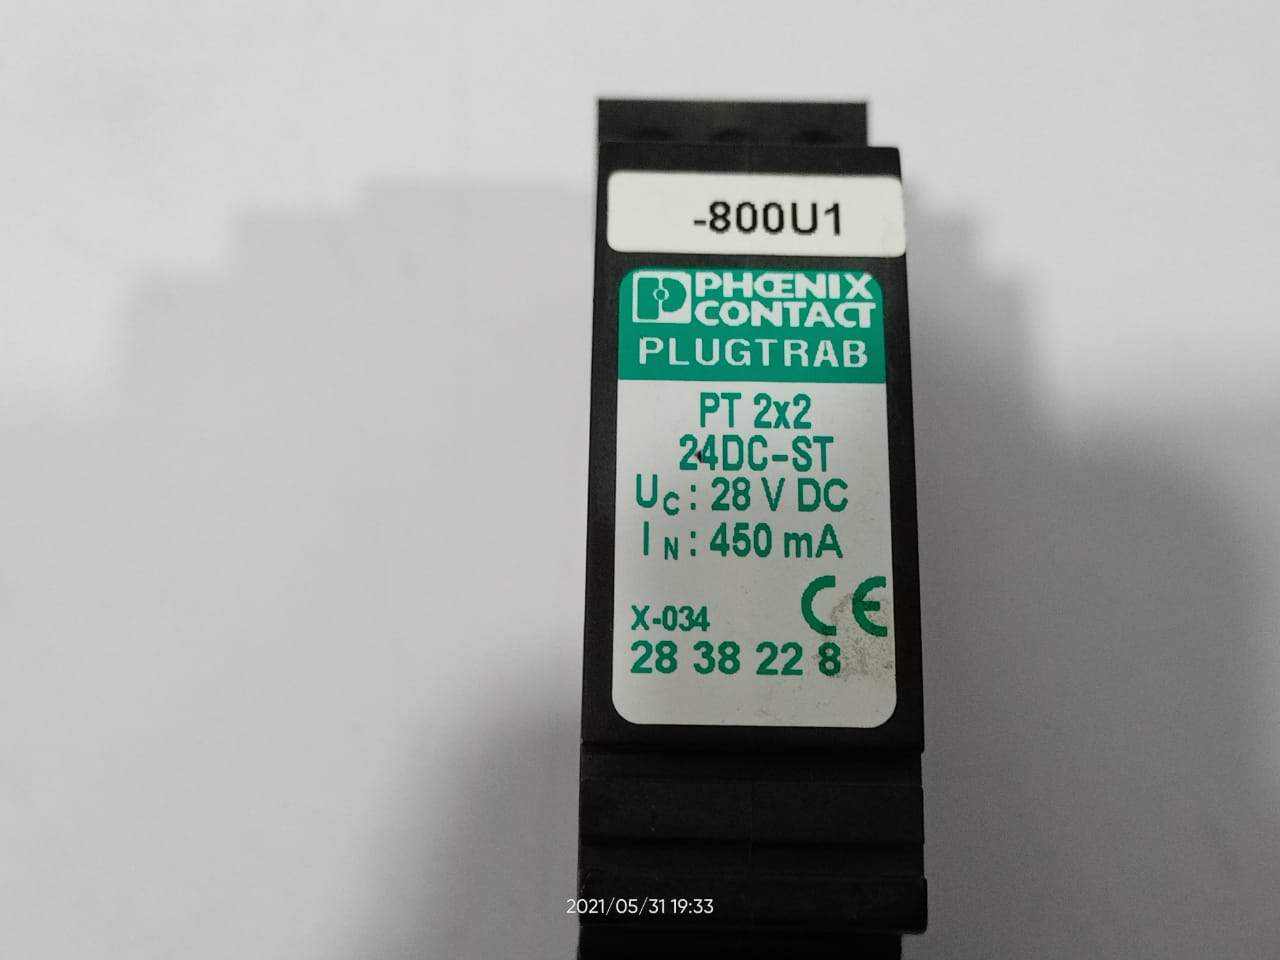 -800U1
PHŒNIX
CONTACT
PLUGTRAB
PT 2x2
24DC-ST
UC: 28 V DC
IN: 450 mA
CE
X-034
28 38 22 8
2021/05/31 19:33